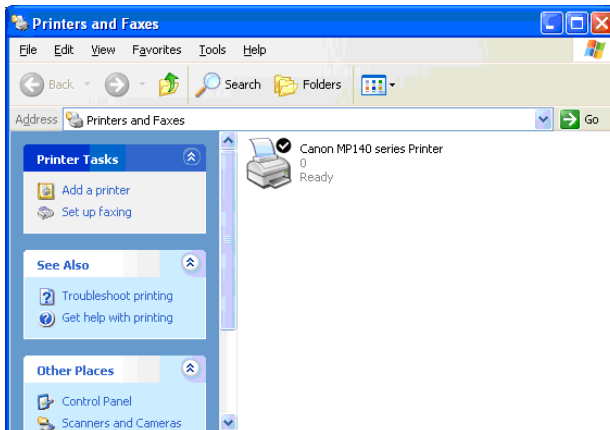 Printers and Faxes
File Edit View Favorites Tools Help
Back Search Folders
Address Printers and Faxes Go
Printer Tasks
Add a printer
Set up faxing
See Also
Troubleshoot printing
Get help with printing
Other Places
Control Panel
Scanners and Cameras
Canon MP140 series Printer
0
Ready